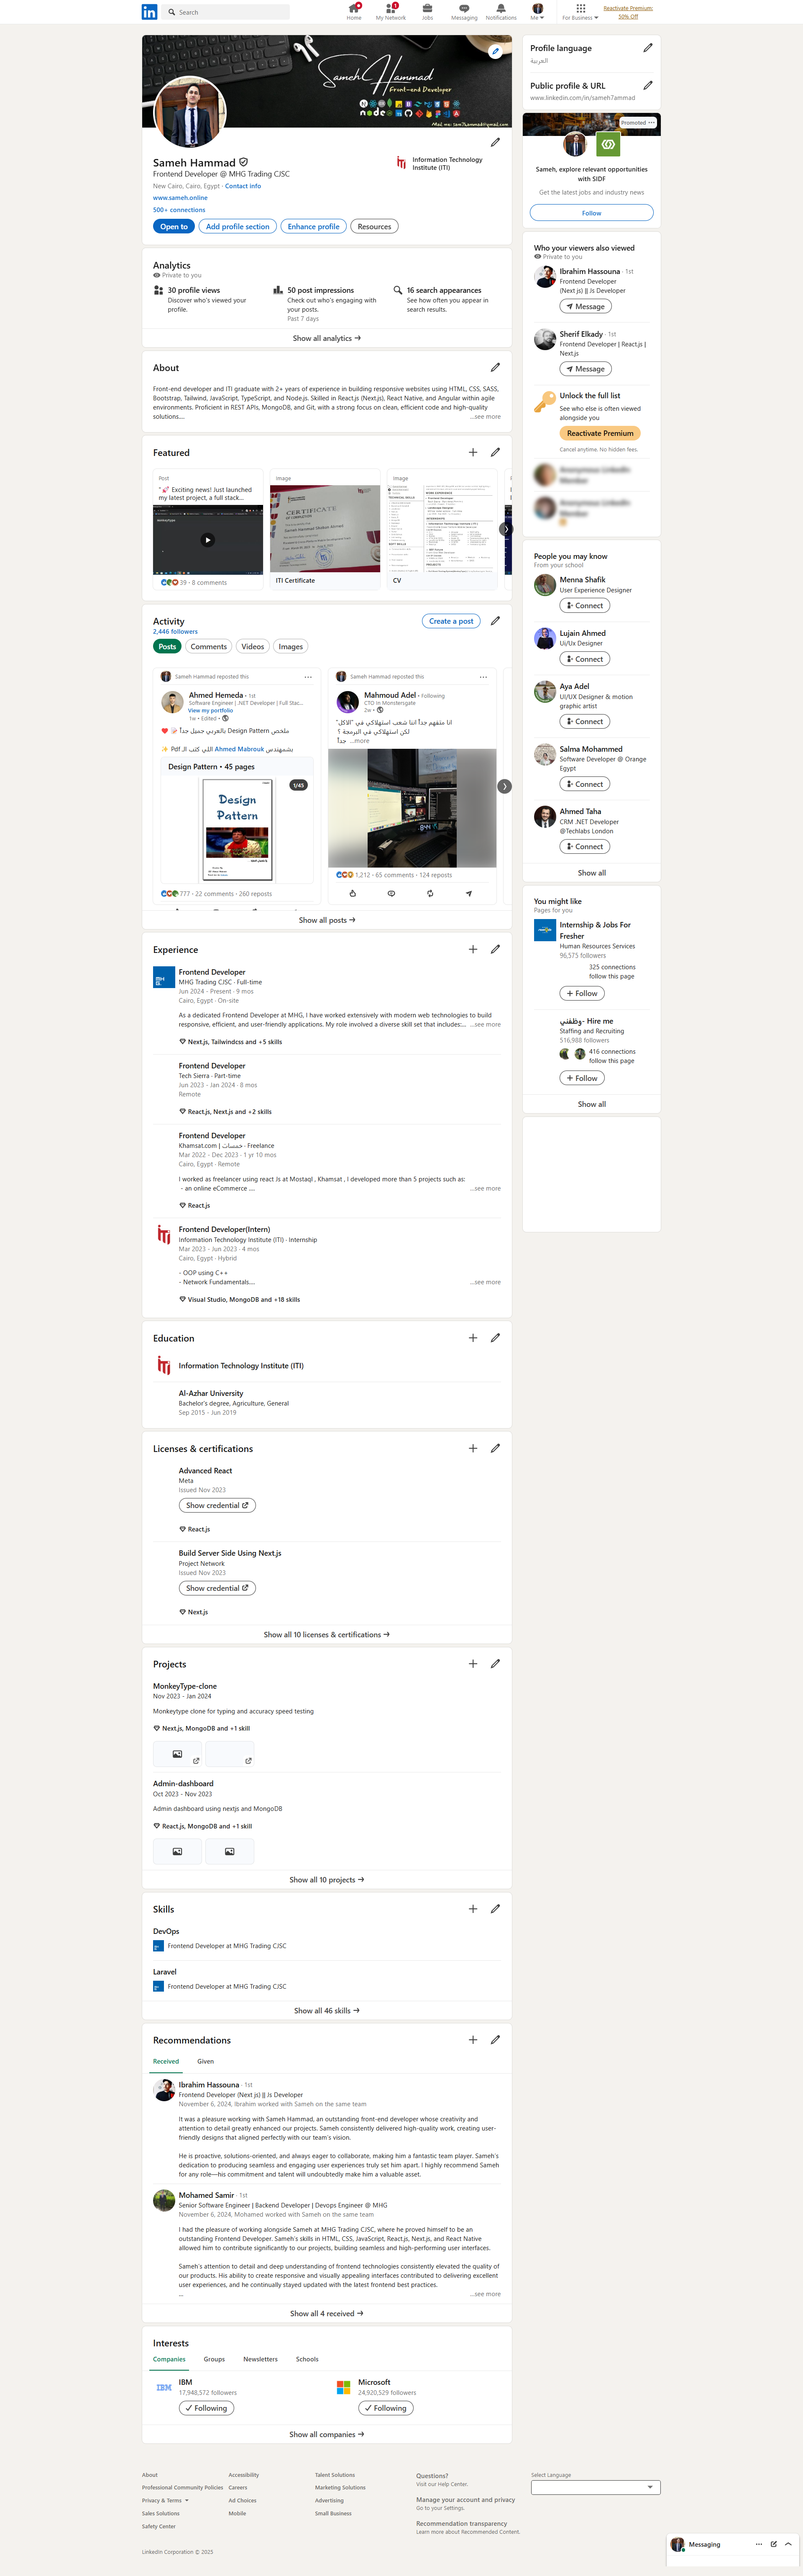 in
Search
Home
My Network
1
Jobs
Messaging
Notifications
Me
For Business
Reactivate Premium:
50% Off
Sameh Hammad
Front-end Developer
Mail me: sam7hammad@gmail.com
Sameh Hammad
Frontend Developer @ MHG Trading CJSC
New Cairo, Cairo, Egypt · Contact info
www.sameh.online
500+ connections
Information Technology
Institute (ITI)
Open to
Add profile section
Enhance profile
Resources
Analytics
Private to you
30 profile views
Discover who's viewed your
profile.
50 post impressions
Check out who's engaging with
your posts.
Past 7 days
16 search appearances
See how often you appear in
search results.
Show all analytics →
About
Front-end developer and ITI graduate with 2+ years of experience in building responsive websites using HTML, CSS, SASS,
Bootstrap, Tailwind, JavaScript, TypeScript, and Node.js. Skilled in React.js (Next.js), React Native, and Angular within agile
environments. Proficient in REST APIs, MongoDB, and Git, with a strong focus on clean, efficient code and high-quality
solutions.... ...see more
Featured
Post
" 🚀 Exciting news! Just launched
my latest project, a full stack...
39 · 8 comments
Image
CERTIFICATE
ITI Certificate
Image
CV
Activity
2,446 followers
Create a post
Posts
Comments
Videos
Images
Sameh Hammad reposted this
Ahmed Hemeda · 1st
Software Engineer | .NET Developer | Full Stac...
View my portfolio
1w • Edited •
ملخص Design Pattern بالعربي جميل جداً 📝 ❤️
بشمهندس Ahmed Mabrouk اللي كتب الـ Pdf ✨
Design Pattern • 45 pages
1/45
Design
Pattern
777 · 22 comments · 260 reposts
Sameh Hammad reposted this
Mahmoud Adel • Following
CTO in Monstergate
2w •
انا متفهم جداً اننا شعب استهلاكي في "الاكل"
لكن استهلاكي في البرمجة ؟
جداً ...more
1,212 · 65 comments · 124 reposts
Show all posts →
Experience
Frontend Developer
MHG Trading CJSC · Full-time
Jun 2024 - Present · 9 mos
Cairo, Egypt · On-site
As a dedicated Frontend Developer at MHG, I have worked extensively with modern web technologies to build
responsive, efficient, and user-friendly applications. My role involved a diverse skill set that includes:... ...see more
Next.js, Tailwindcss and +5 skills
Frontend Developer
Tech Sierra · Part-time
Jun 2023 - Jan 2024 · 8 mos
Remote
React.js, Next.js and +2 skills
Frontend Developer
Khamsat.com | خمسات · Freelance
Mar 2022 - Dec 2023 · 1 yr 10 mos
Cairo, Egypt · Remote
I worked as freelancer using react Js at Mostaql , Khamsat , I developed more than 5 projects such as:
- an online eCommerce .... ...see more
React.js
Frontend Developer(Intern)
Information Technology Institute (ITI) · Internship
Mar 2023 - Jun 2023 · 4 mos
Cairo, Egypt · Hybrid
- OOP using C++
- Network Fundamentals.... ...see more
Visual Studio, MongoDB and +18 skills
Education
Information Technology Institute (ITI)
Al-Azhar University
Bachelor's degree, Agriculture, General
Sep 2015 - Jun 2019
Licenses & certifications
Advanced React
Meta
Issued Nov 2023
Show credential
React.js
Build Server Side Using Next.js
Project Network
Issued Nov 2023
Show credential
Next.js
Show all 10 licenses & certifications →
Projects
MonkeyType-clone
Nov 2023 - Jan 2024
Monkeytype clone for typing and accuracy speed testing
Next.js, MongoDB and +1 skill
Admin-dashboard
Oct 2023 - Nov 2023
Admin dashboard using nextjs and MongoDB
React.js, MongoDB and +1 skill
Show all 10 projects →
Skills
DevOps
Frontend Developer at MHG Trading CJSC
Laravel
Frontend Developer at MHG Trading CJSC
Show all 46 skills →
Recommendations
Received
Given
Ibrahim Hassouna · 1st
Frontend Developer (Next js) || Js Developer
November 6, 2024, Ibrahim worked with Sameh on the same team
It was a pleasure working with Sameh Hammad, an outstanding front-end developer whose creativity and
attention to detail greatly enhanced our projects. Sameh consistently delivered high-quality work, creating user-
friendly designs that aligned perfectly with our team's vision.
He is proactive, solutions-oriented, and always eager to collaborate, making him a fantastic team player. Sameh's
dedication to producing seamless and engaging user experiences truly set him apart. I highly recommend Sameh
for any role—his commitment and talent will undoubtedly make him a valuable asset.
Mohamed Samir · 1st
Senior Software Engineer | Backend Developer | Devops Engineer @ MHG
November 6, 2024, Mohamed worked with Sameh on the same team
I had the pleasure of working alongside Sameh at MHG Trading CJSC, where he proved himself to be an
outstanding Frontend Developer. Sameh's skills in HTML, CSS, JavaScript, React.js, Next.js, and React Native
allowed him to contribute significantly to our projects, building seamless and high-performing user interfaces.
Sameh's attention to detail and deep understanding of frontend technologies consistently elevated the quality of
our products. His ability to create responsive and visually appealing interfaces contributed to delivering excellent
user experiences, and he continually stayed updated with the latest frontend best practices.
... ...see more
Show all 4 received →
Interests
Companies
Groups
Newsletters
Schools
IBM
17,948,572 followers
Following
Microsoft
24,920,529 followers
Following
Show all companies →
Profile language
العربية
Public profile & URL
www.linkedin.com/in/sameh7ammad
Promoted
Sameh, explore relevant opportunities
with SIDF
Get the latest jobs and industry news
Follow
Who your viewers also viewed
Private to you
Ibrahim Hassouna · 1st
Frontend Developer
(Next js) || Js Developer
Message
Sherif Elkady · 1st
Frontend Developer | React.js |
Next.js
Message
Unlock the full list
See who else is often viewed
alongside you
Reactivate Premium
Cancel anytime. No hidden fees.
People you may know
From your school
Menna Shafik
User Experience Designer
Connect
Lujain Ahmed
Ui/Ux Designer
Connect
Aya Adel
UI/UX Designer & motion
graphic artist
Connect
Salma Mohammed
Software Developer @ Orange
Egypt
Connect
Ahmed Taha
CRM .NET Developer
@Techlabs London
Connect
Show all
You might like
Pages for you
Internship & Jobs For
Fresher
Human Resources Services
96,575 followers
325 connections
follow this page
Follow
وظفني- Hire me
Staffing and Recruiting
516,988 followers
416 connections
follow this page
Follow
Show all
About
Accessibility
Talent Solutions
Professional Community Policies
Careers
Marketing Solutions
Privacy & Terms
Ad Choices
Advertising
Sales Solutions
Mobile
Small Business
Safety Center
Questions?
Visit our Help Center.
Manage your account and privacy
Go to your Settings.
Recommendation transparency
Learn more about Recommended Content.
Select Language
LinkedIn Corporation © 2025
Messaging